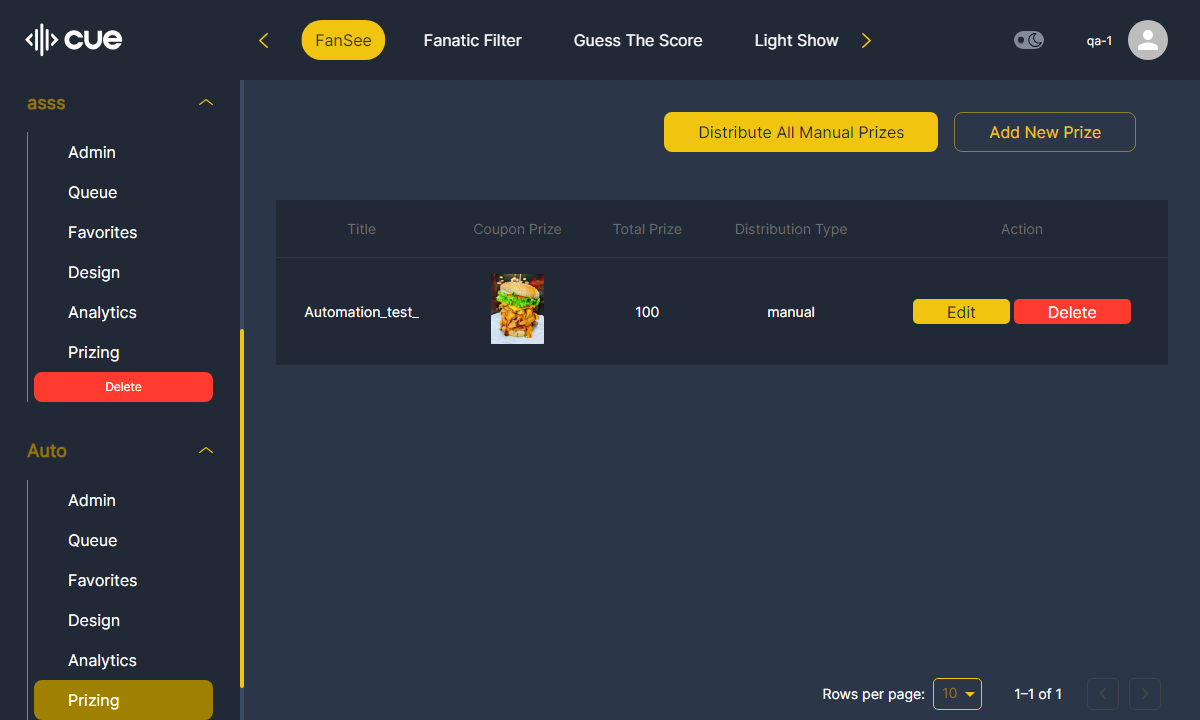 cue
FanSee
Fanatic Filter
Guess The Score
Light Show
qa-1
asss
Admin
Queue
Favorites
Design
Analytics
Prizing
Delete
Auto
Admin
Queue
Favorites
Design
Analytics
Prizing
Distribute All Manual Prizes
Add New Prize
Title Coupon Prize Total Prize Distribution Type Action
Automation_test_ 100 manual Edit Delete
Rows per page: 10 1–1 of 1